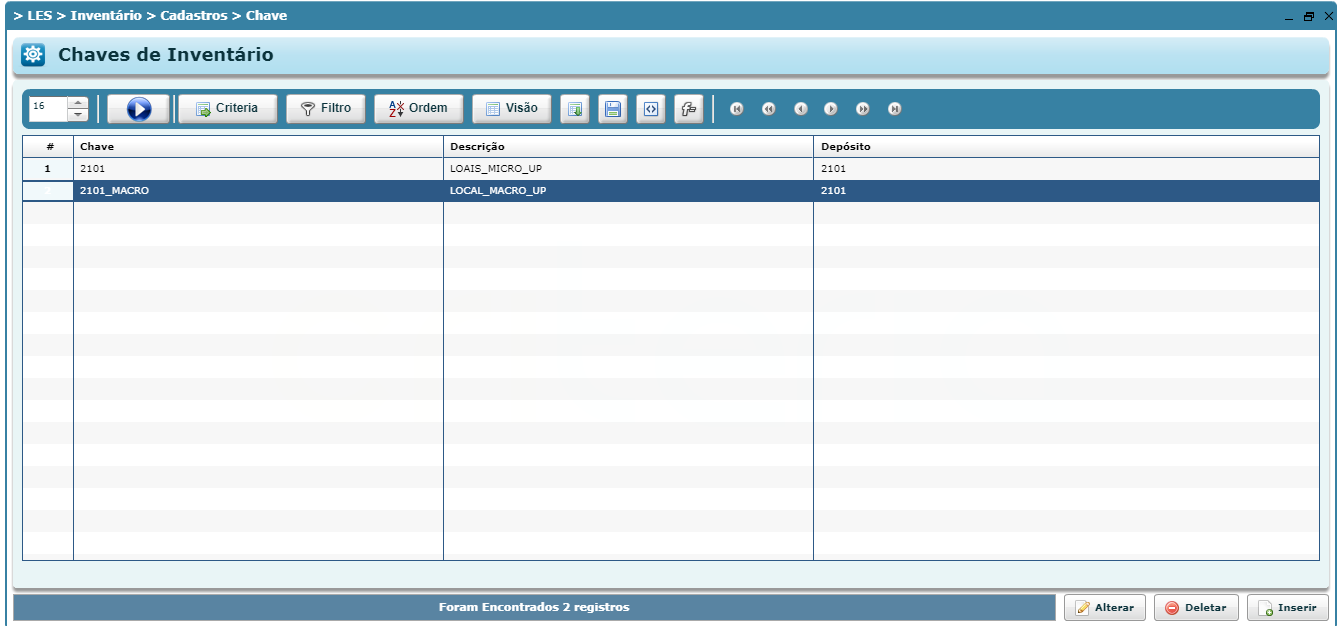 > LES > Inventário > Cadastros > Chave
Chaves de Inventário
16 Criteria Filtro Ordem Visão
# Chave Descrição Depósito
1 2101 LOAIS_MICRO_UP 2101
2 2101_MACRO LOCAL_MACRO_UP 2101
Foram Encontrados 2 registros Alterar Deletar Inserir